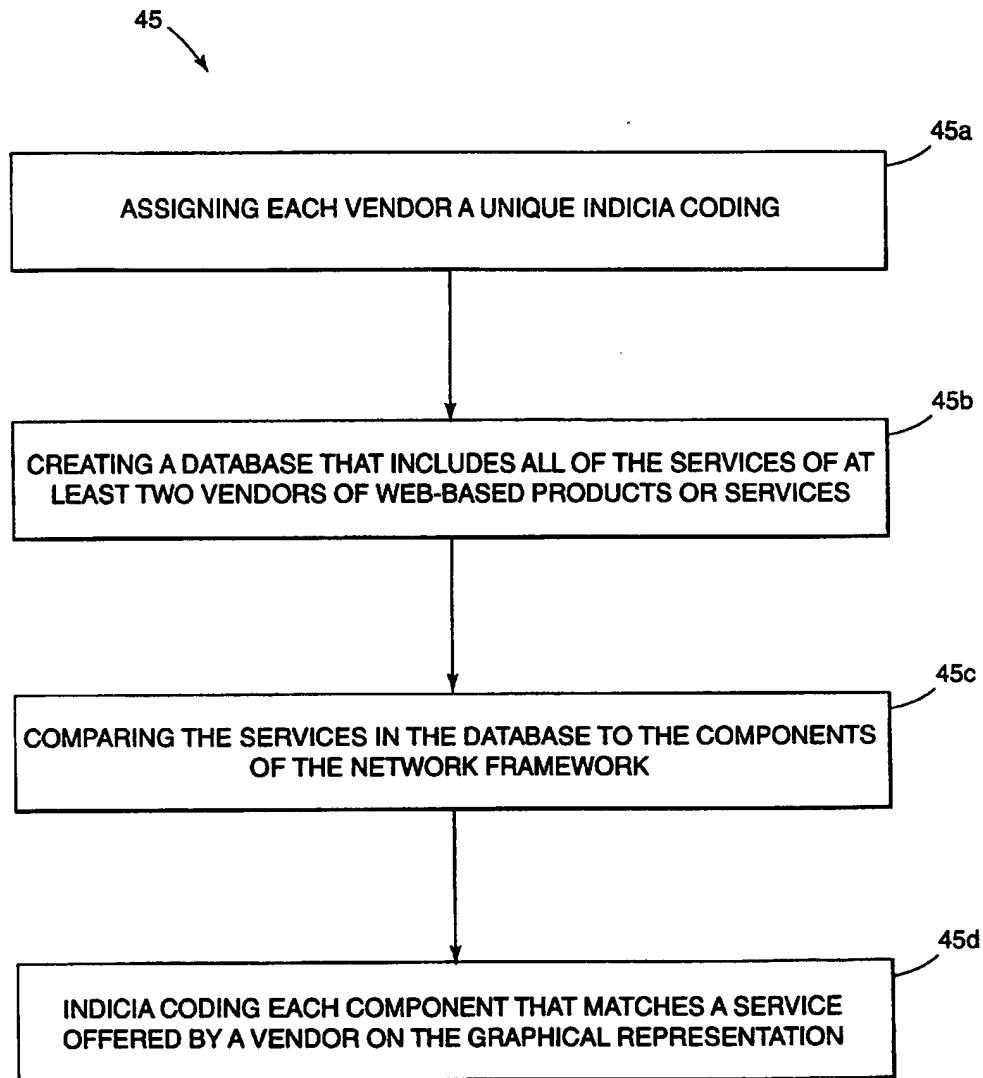 45
45a
ASSIGNING EACH VENDOR A UNIQUE INDICIA CODING
45b
CREATING A DATABASE THAT INCLUDES ALL OF THE SERVICES OF AT
LEAST TWO VENDORS OF WEB-BASED PRODUCTS OR SERVICES
45c
COMPARING THE SERVICES IN THE DATABASE TO THE COMPONENTS
OF THE NETWORK FRAMEWORK
45d
INDICIA CODING EACH COMPONENT THAT MATCHES A SERVICE
OFFERED BY A VENDOR ON THE GRAPHICAL REPRESENTATION